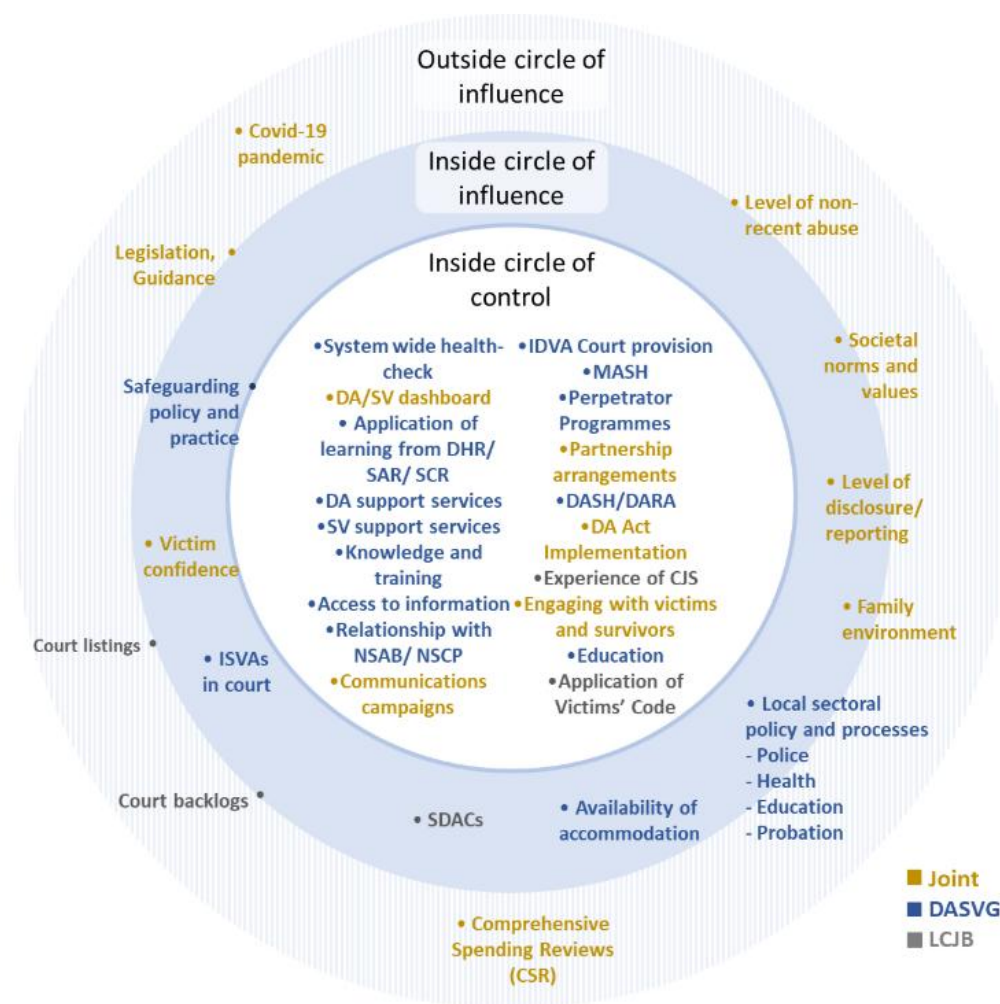 Outside circle of
influence
• Covid-19
pandemic
Inside circle of
influence
• Level of non-
recent abuse
Legislation, •
Guidance
Inside circle of
control
•System wide health-
check
•DA/SV dashboard
• Application of
learning from DHR/
SAR/ SCR
•DA support services
•SV support services
•Knowledge and
training
•Access to information
•Relationship with
NSAB/ NSCP
•Communications
campaigns
•IDVA Court provision
•MASH
•Perpetrator
Programmes
•Partnership
arrangements
•DASH/DARA
•DA Act
Implementation
•Experience of CJS
•Engaging with victims
and survivors
•Education
•Application of
Victims’ Code
• Societal
norms and
values
Safeguarding •
policy and
practice
• Level of
disclosure/
reporting
• Victim
confidence
• Family
environment
Court listings •
• ISVAs
in court
• Local sectoral
policy and processes
- Police
- Health
- Education
- Probation
Court backlogs •
• SDACs
• Availability of
accommodation
• Comprehensive
Spending Reviews
(CSR)
Joint
DASVG
LCJB